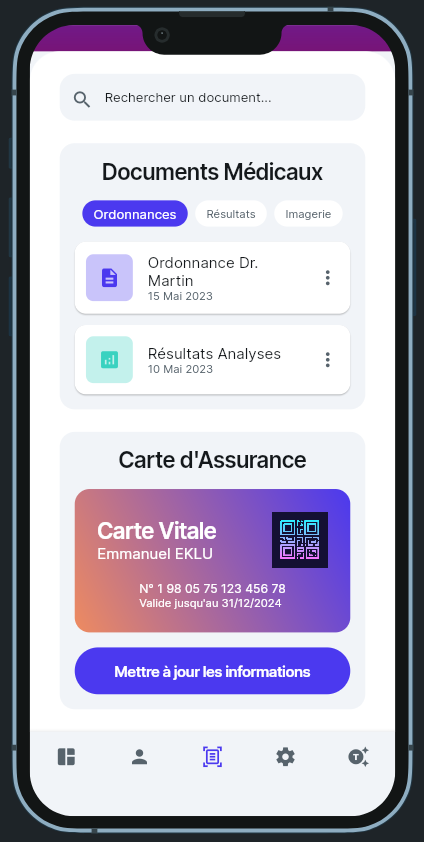 Rechercher un document...
Documents Médicaux
Ordonnances Résultats Imagerie
Ordonnance Dr.
Martin
15 Mai 2023
Résultats Analyses
10 Mai 2023
Carte d'Assurance
Carte Vitale
Emmanuel EKLU
N° 1 98 05 75 123 456 78
Valide jusqu'au 31/12/2024
Mettre à jour les informations
T